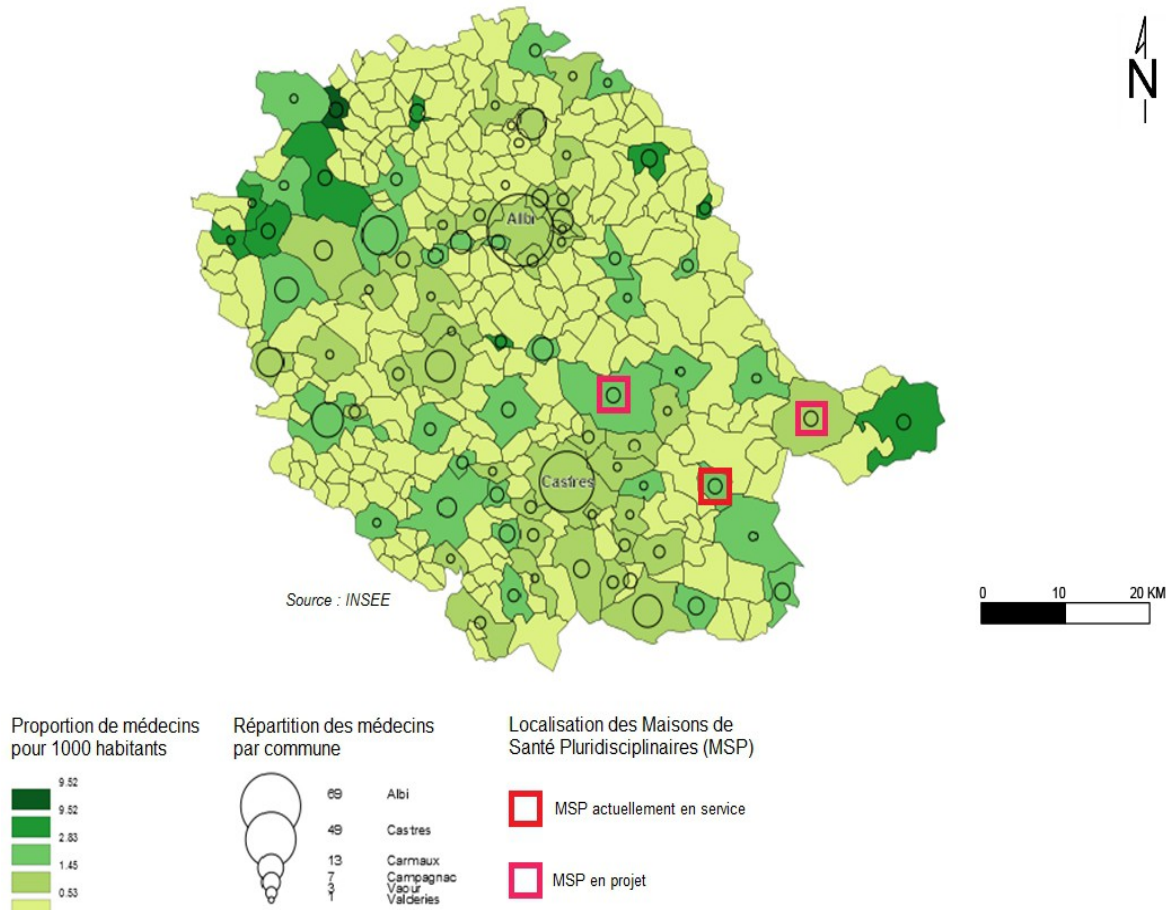 N
Albi
Castres
Source : INSEE
0 10 20 KM
Proportion de médecins
pour 1000 habitants
9.52
9.52
2.83
1.45
0.53
Répartition des médecins
par commune
69 Albi
49 Castres
13 Carmaux
7 Campagnac
3 Vaour
1 Valderies
Localisation des Maisons de
Santé Pluridisciplinaires (MSP)
MSP actuellement en service
MSP en projet